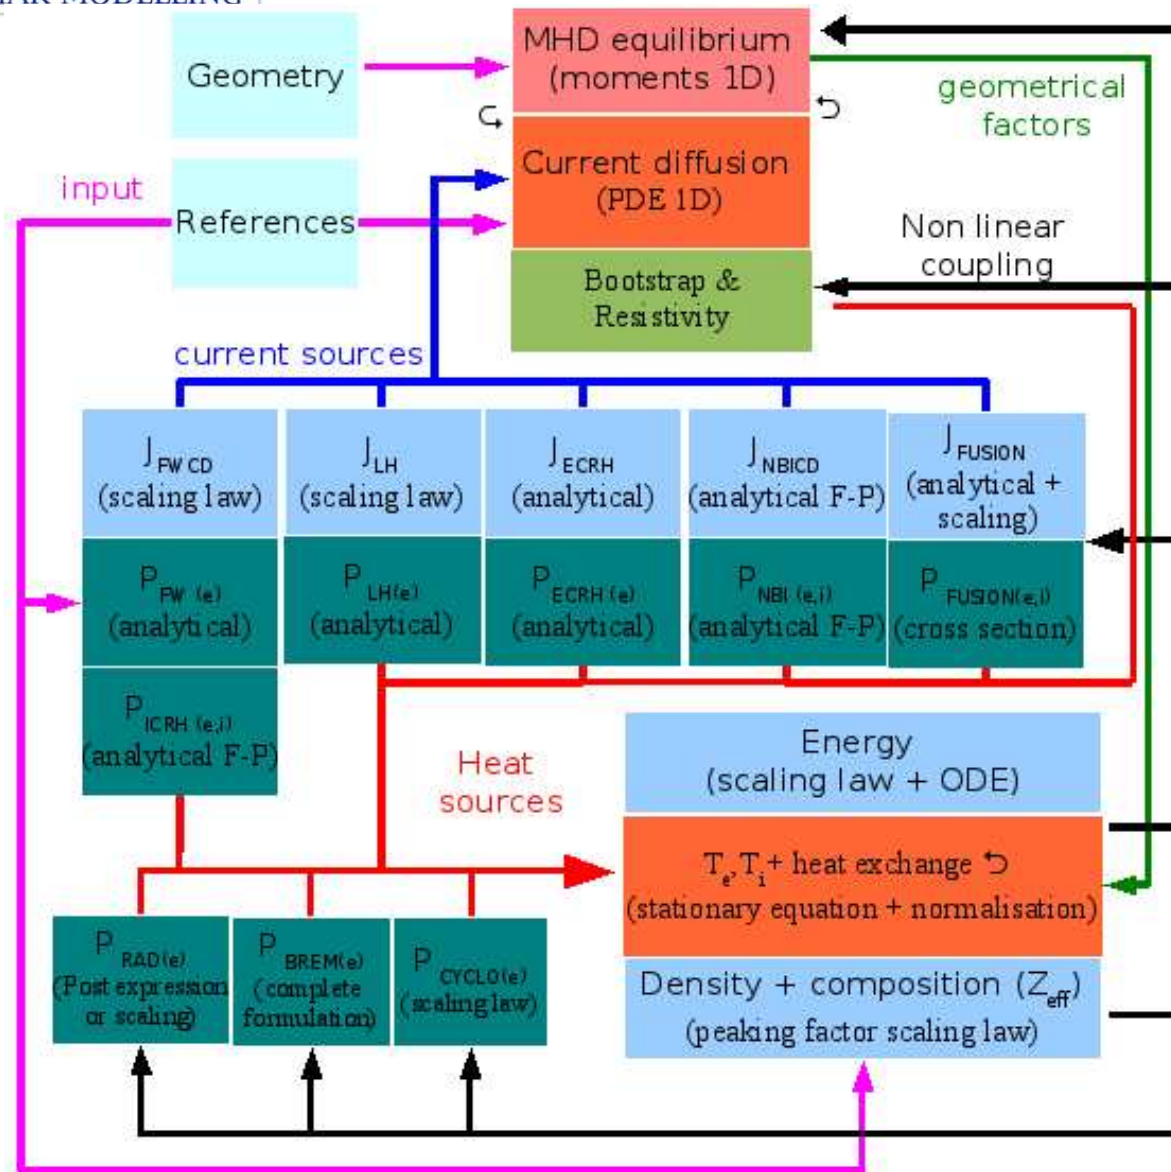 MODELLING
Geometry
MHD equilibrium
(moments 1D)
geometrical
factors
input
References
Current diffusion
(PDE 1D)
Non linear
coupling
Bootstrap &
Resistivity
current sources
J FWCD
(scaling law)
J LH
(scaling law)
J ECRH
(analytical)
J NBICD
(analytical F-P)
J FUSION
(analytical +
scaling)
P FW (e)
(analytical)
P LH(e)
(analytical)
P ECRH (e)
(analytical)
P NBI (e,i)
(analytical F-P)
P FUSION(e,i)
(cross section)
P ICRH (e,i)
(analytical F-P)
Heat
sources
Energy
(scaling law + ODE)
Te, Ti + heat exchange ⮌
(stationary equation + normalisation)
P RAD(e)
(Post expression
or scaling)
P BREM(e)
(complete
formulation)
P CYCLO(e)
(scaling law)
Density + composition (Zeff)
(peaking factor scaling law)